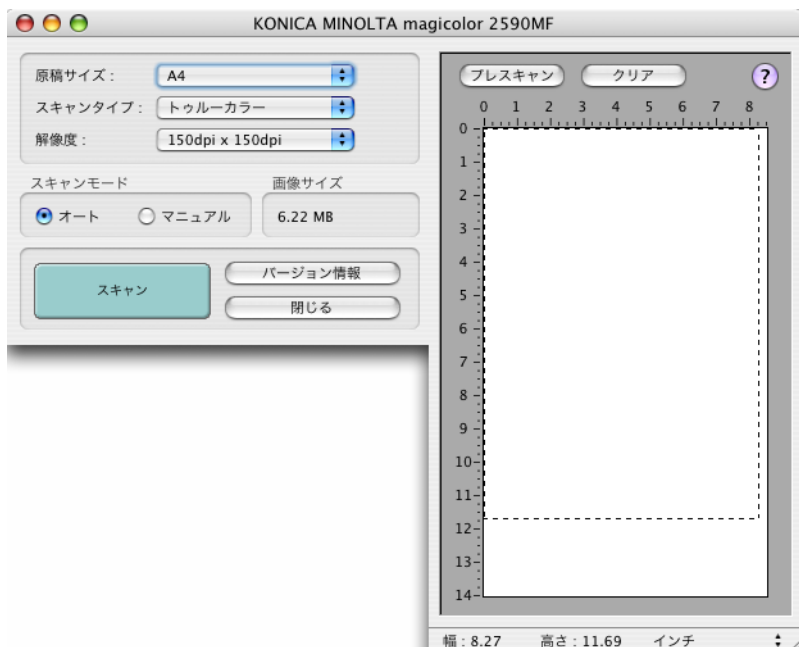 KONICA MINOLTA magicolor 2590MF
原稿サイズ : A4
スキャンタイプ : トゥルーカラー
解像度 : 150dpi x 150dpi
スキャンモード
オート マニュアル
画像サイズ
6.22 MB
スキャン
バージョン情報
閉じる
プレスキャン クリア ?
0 1 2 3 4 5 6 7 8
0
1
2
3
4
5
6
7
8
9
10
11
12
13
14
幅 : 8.27 高さ : 11.69 インチ